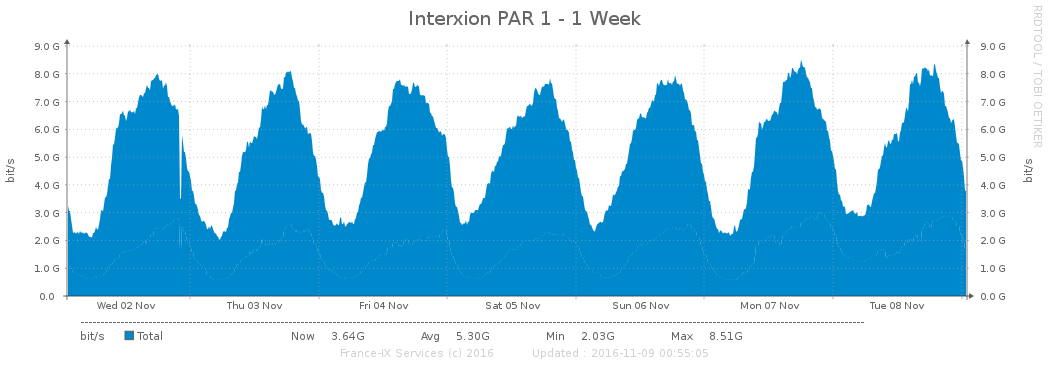 Interxion PAR 1 - 1 Week
RRDTOOL / TOBI OETIKER
9.0 G 9.0 G
8.0 G 8.0 G
7.0 G 7.0 G
6.0 G 6.0 G
5.0 G 5.0 G
4.0 G 4.0 G
3.0 G 3.0 G
2.0 G 2.0 G
1.0 G 1.0 G
0.0 0.0 G
bit/s bit/s
Wed 02 Nov Thu 03 Nov Fri 04 Nov Sat 05 Nov Sun 06 Nov Mon 07 Nov Tue 08 Nov
bit/s Total Now 3.64G Avg 5.30G Min 2.03G Max 8.51G
France-IX Services (c) 2016 Updated : 2016-11-09 00:55:05